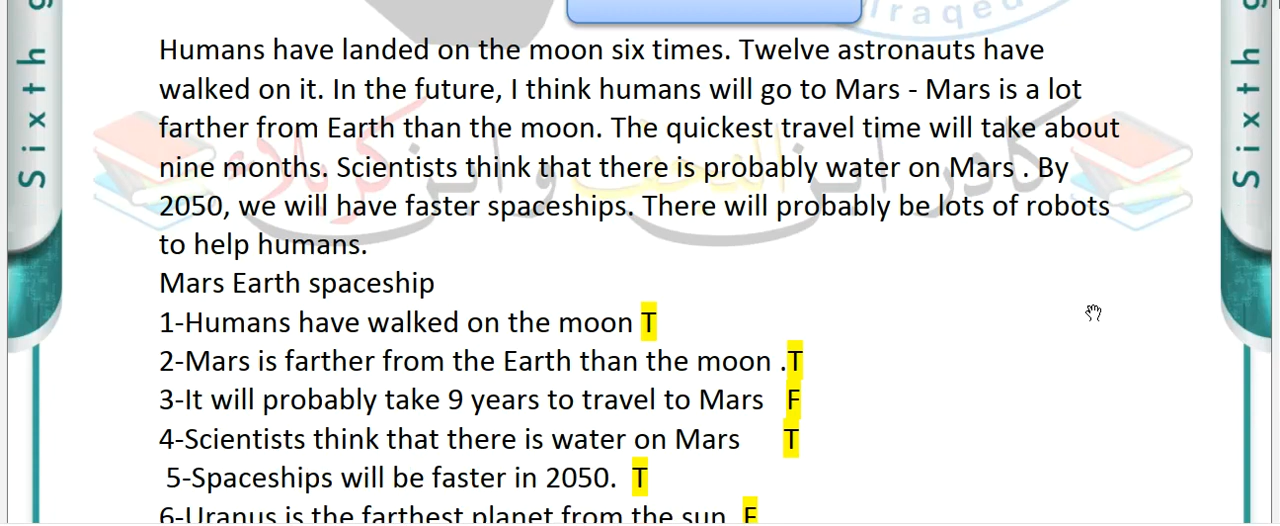 Iraqed
Sixth g
Sixth g
Humans have landed on the moon six times. Twelve astronauts have
walked on it. In the future, I think humans will go to Mars - Mars is a lot
farther from Earth than the moon. The quickest travel time will take about
nine months. Scientists think that there is probably water on Mars . By
2050, we will have faster spaceships. There will probably be lots of robots
to help humans.
كادر ابن النجف وابن كربلاء
Mars Earth spaceship
1-Humans have walked on the moon T
2-Mars is farther from the Earth than the moon .T
3-It will probably take 9 years to travel to Mars F
4-Scientists think that there is water on Mars T
5-Spaceships will be faster in 2050. T
6-Uranus is the farthest planet from the sun F